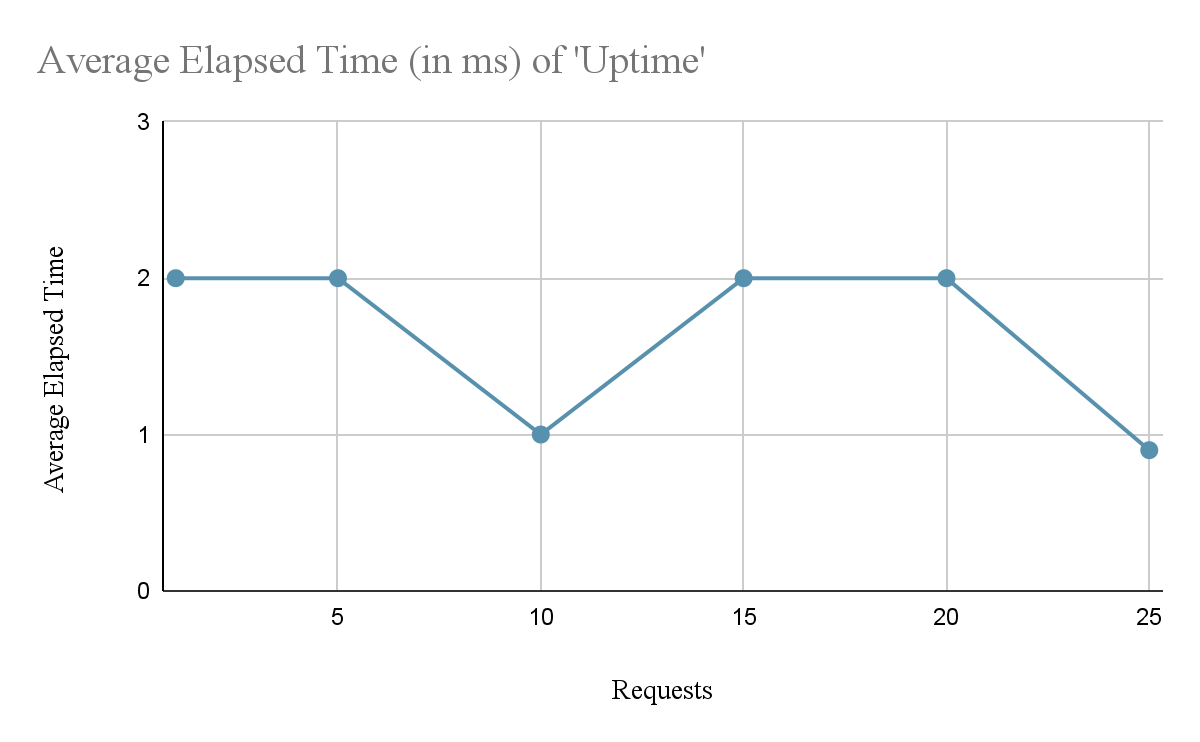 Average Elapsed Time (in ms) of 'Uptime'
Average Elapsed Time
3
2
1
0
5 10 15 20 25
Requests